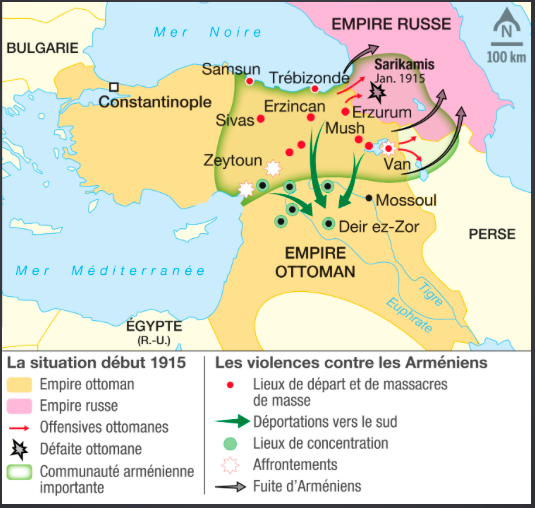 EMPIRE RUSSE
N
100 km
BULGARIE
Mer Noire
Sarikamis
Jan. 1915
Samsun
Trébizonde
Constantinople
Erzincan
Erzurum
Sivas
Mush
Zeytoun
Van
Mossoul
Deir ez-Zor
PERSE
EMPIRE
OTTOMAN
Mer Méditerranée
Tigre
Euphrate
ÉGYPTE
(R.-U.)
La situation début 1915
Empire ottoman
Empire russe
Offensives ottomanes
Défaite ottomane
Communauté arménienne
importante
Les violences contre les Arméniens
Lieux de départ et de massacres
de masse
Déportations vers le sud
Lieux de concentration
Affrontements
Fuite d'Arméniens